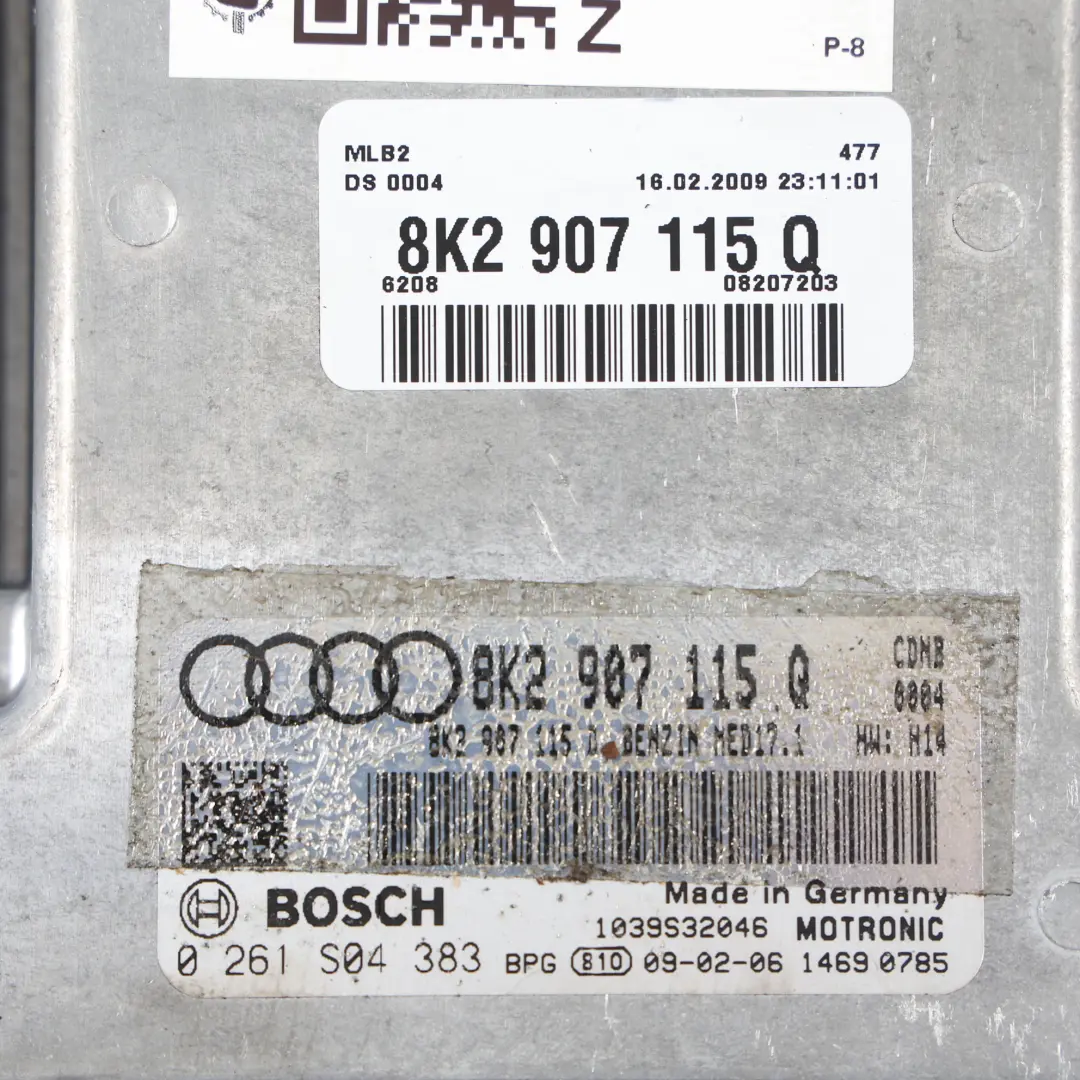 Z
P-8
MLB2 477
DS 0004 16.02.2009 23:11:01
8K2 907 115 Q
6208 08207203
8K2 907 115 Q CDNB
0004
8K2 907 115 D BENZIN MED17.1 HW: H14
BOSCH Made in Germany
1039S32046 MOTRONIC
0 261 S04 383 BPG 810 09-02-06 1469 0785